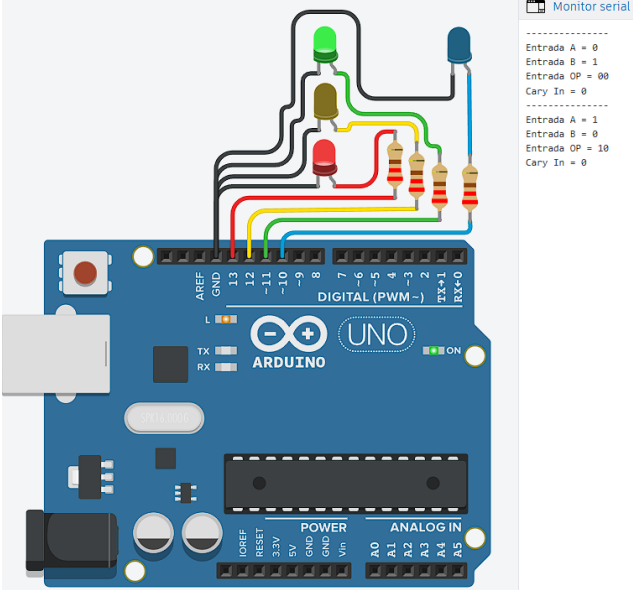 Monitor serial
---------------
Entrada A = 0
Entrada B = 1
Entrada OP = 00
Cary In = 0
---------------
Entrada A = 1
Entrada B = 0
Entrada OP = 10
Cary In = 0
AREF
GND
13
12
~11
~10
~9
8
7
~6
~5
4
~3
2
TX→1
RX←0
DIGITAL (PWM~)
L
TX
RX
ARDUINO
UNO
ON
POWER
ANALOG IN
IOREF
RESET
3.3V
5V
GND
GND
Vin
A0
A1
A2
A3
A4
A5